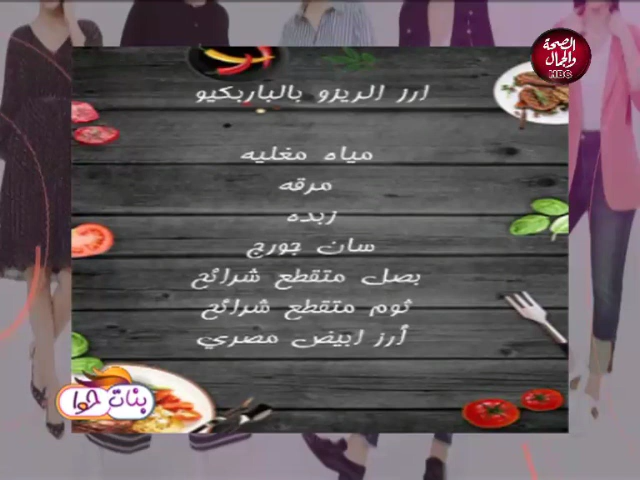 الصحة
والجمال
HBC
ارز الريزو بالباربكيو
مياه مغليه
مرقه
زبده
سان جورج
بصل متقطع شرائح
ثوم متقطع شرائح
أرز ابيض مصري
بنات حوا